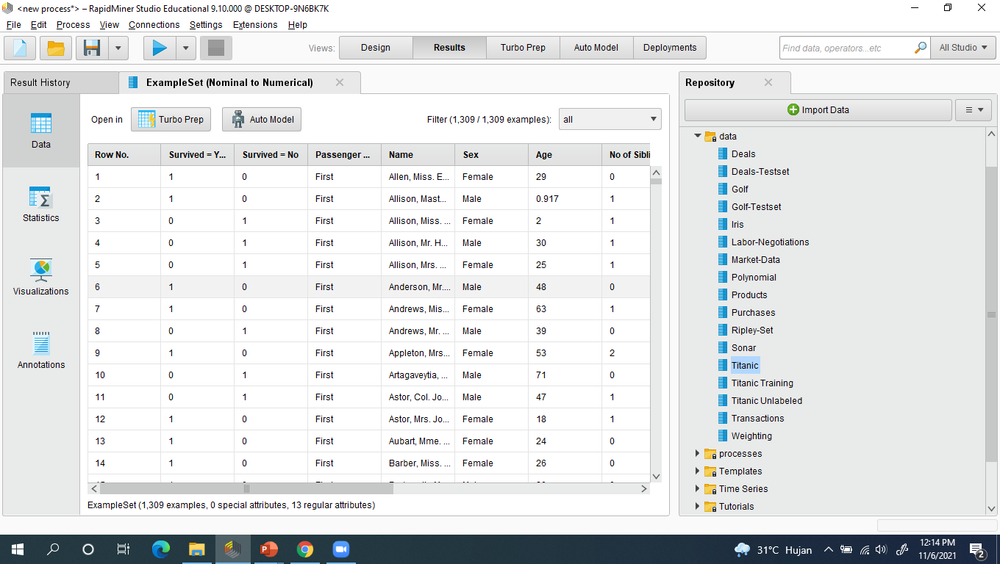 <new process*> – RapidMiner Studio Educational 9.10.000 @ DESKTOP-9N6BK7K
File Edit Process View Connections Settings Extensions Help
Views: Design Results Turbo Prep Auto Model Deployments Find data, operators...etc All Studio
Result History ExampleSet (Nominal to Numerical)
Data
Statistics
Visualizations
Annotations
Open in Turbo Prep Auto Model Filter (1,309 / 1,309 examples): all
Row No. Survived = Y... Survived = No Passenger ... Name Sex Age No of Sibli
1 1 0 First Allen, Miss. E... Female 29 0
2 1 0 First Allison, Mast... Male 0.917 1
3 0 1 First Allison, Miss. ... Female 2 1
4 0 1 First Allison, Mr. H... Male 30 1
5 0 1 First Allison, Mrs. ... Female 25 1
6 1 0 First Anderson, Mr.... Male 48 0
7 1 0 First Andrews, Mis... Female 63 1
8 0 1 First Andrews, Mr. ... Male 39 0
9 1 0 First Appleton, Mrs... Female 53 2
10 0 1 First Artagaveytia, ... Male 71 0
11 0 1 First Astor, Col. Jo... Male 47 1
12 1 0 First Astor, Mrs. Jo... Female 18 1
13 1 0 First Aubart, Mme. ... Female 24 0
14 1 0 First Barber, Miss. ... Female 26 0
ExampleSet (1,309 examples, 0 special attributes, 13 regular attributes)
Repository
Import Data
data
Deals
Deals-Testset
Golf
Golf-Testset
Iris
Labor-Negotiations
Market-Data
Polynomial
Products
Purchases
Ripley-Set
Sonar
Titanic
Titanic Training
Titanic Unlabeled
Transactions
Weighting
processes
Templates
Time Series
Tutorials
31°C Hujan
12:14 PM
11/6/2021
2